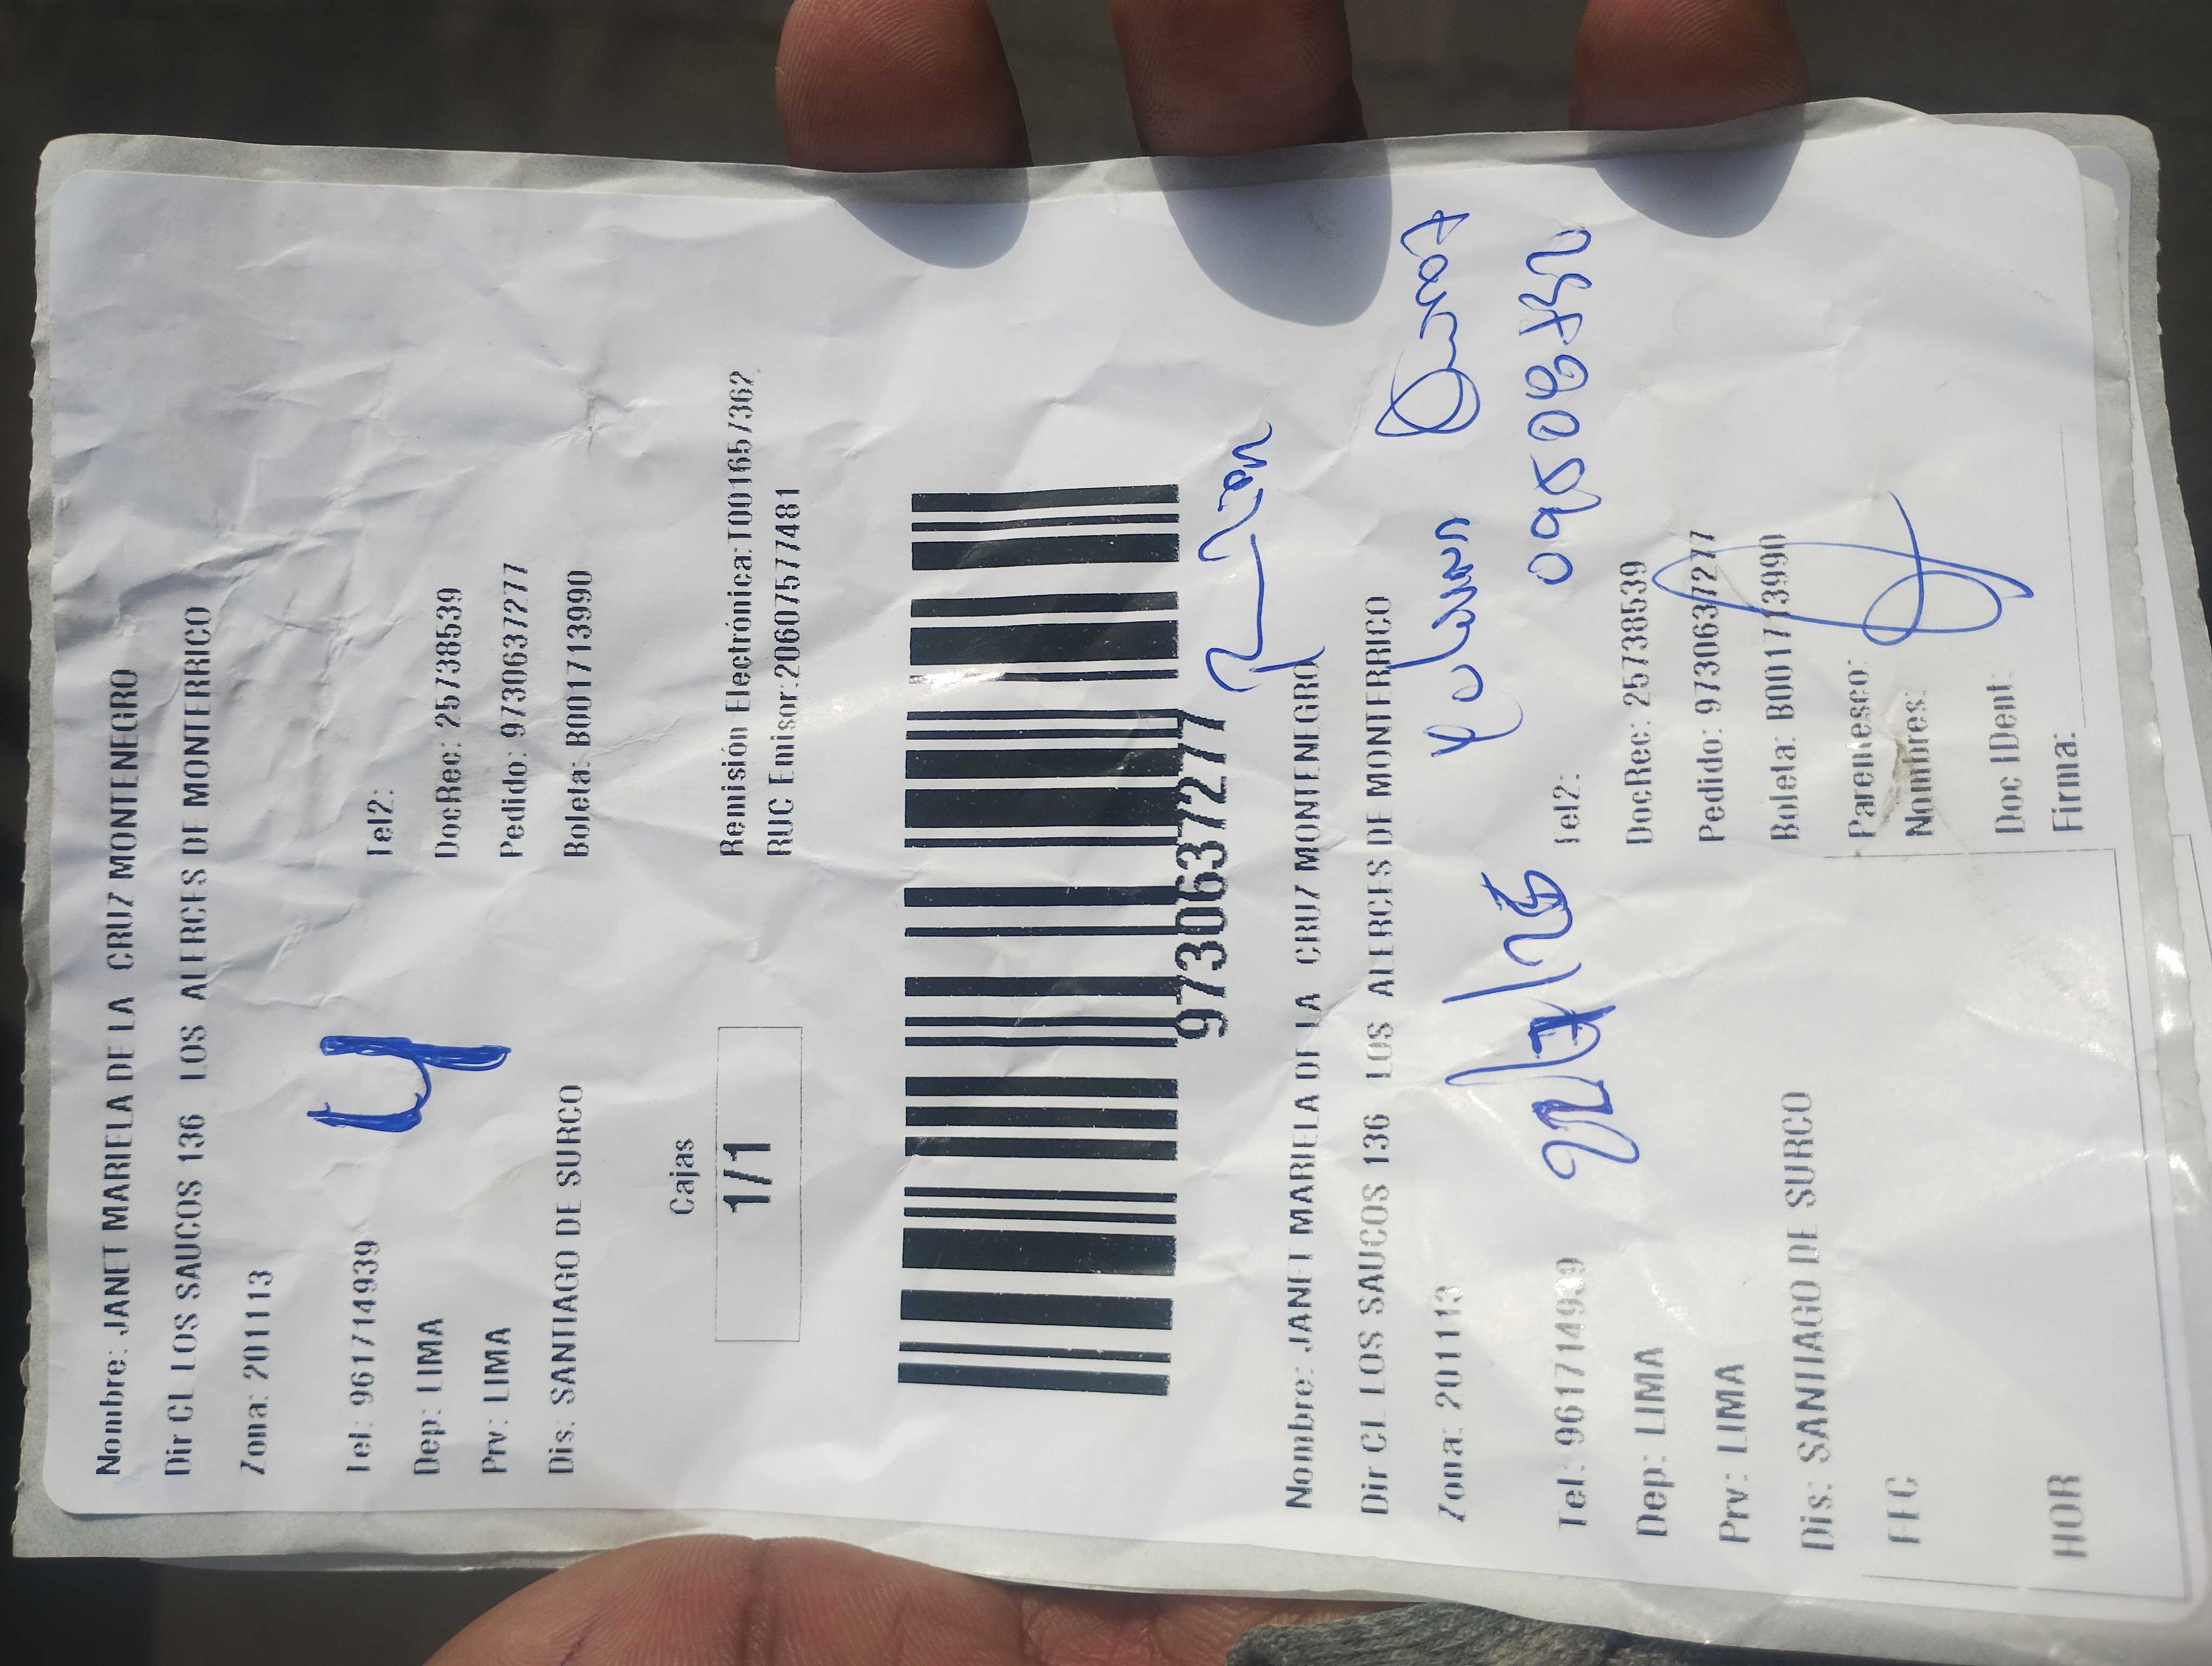 Nombre: JANET MARIELA DE LA CRUZ MONTENEGRO
Dir CL LOS SAUCOS 136 LOS ALERCES DE MONTERRICO
Zona: 201113
4
Tel: 961714939 Tel2:
Dep: LIMA DocRec: 25738539
Prv: LIMA Pedido: 9730637277
Dis: SANTIAGO DE SURCO Boleta: B001713990
Cajas
1/1
Remisión Electrónica:T001657362
RUC Emisor:20607577481
9730637277
Nombre: JANET MARIELA DE LA CRUZ MONTENEGRO
Dir CL LOS SAUCOS 136 LOS ALERCES DE MONTERRICO
Zona: 201113
Tel: 961714939 Tel2:
Dep: LIMA DocRec: 25738539
Prv: LIMA Pedido: 9730637277
Dis: SANTIAGO DE SURCO Boleta: B001713990
FEC Parentesco:
Nombres:
HOR Doc IDent:
Firma: